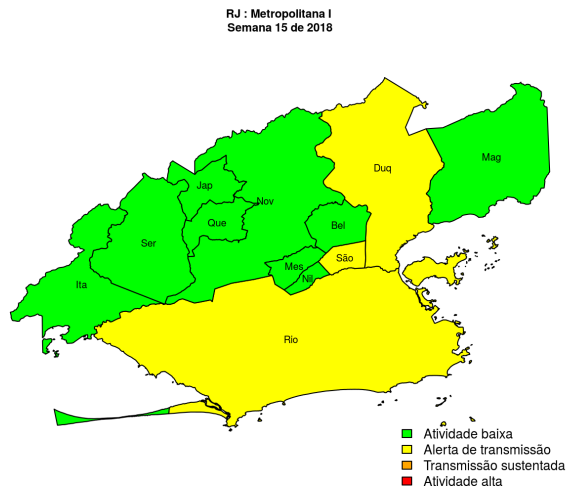 RJ : Metropolitana I
Semana 15 de 2018
Duq
Mag
Jap
Nov
Que
Bel
Ser
São
Mes
Nil
Ita
Rio
Atividade baixa
Alerta de transmissão
Transmissão sustentada
Atividade alta